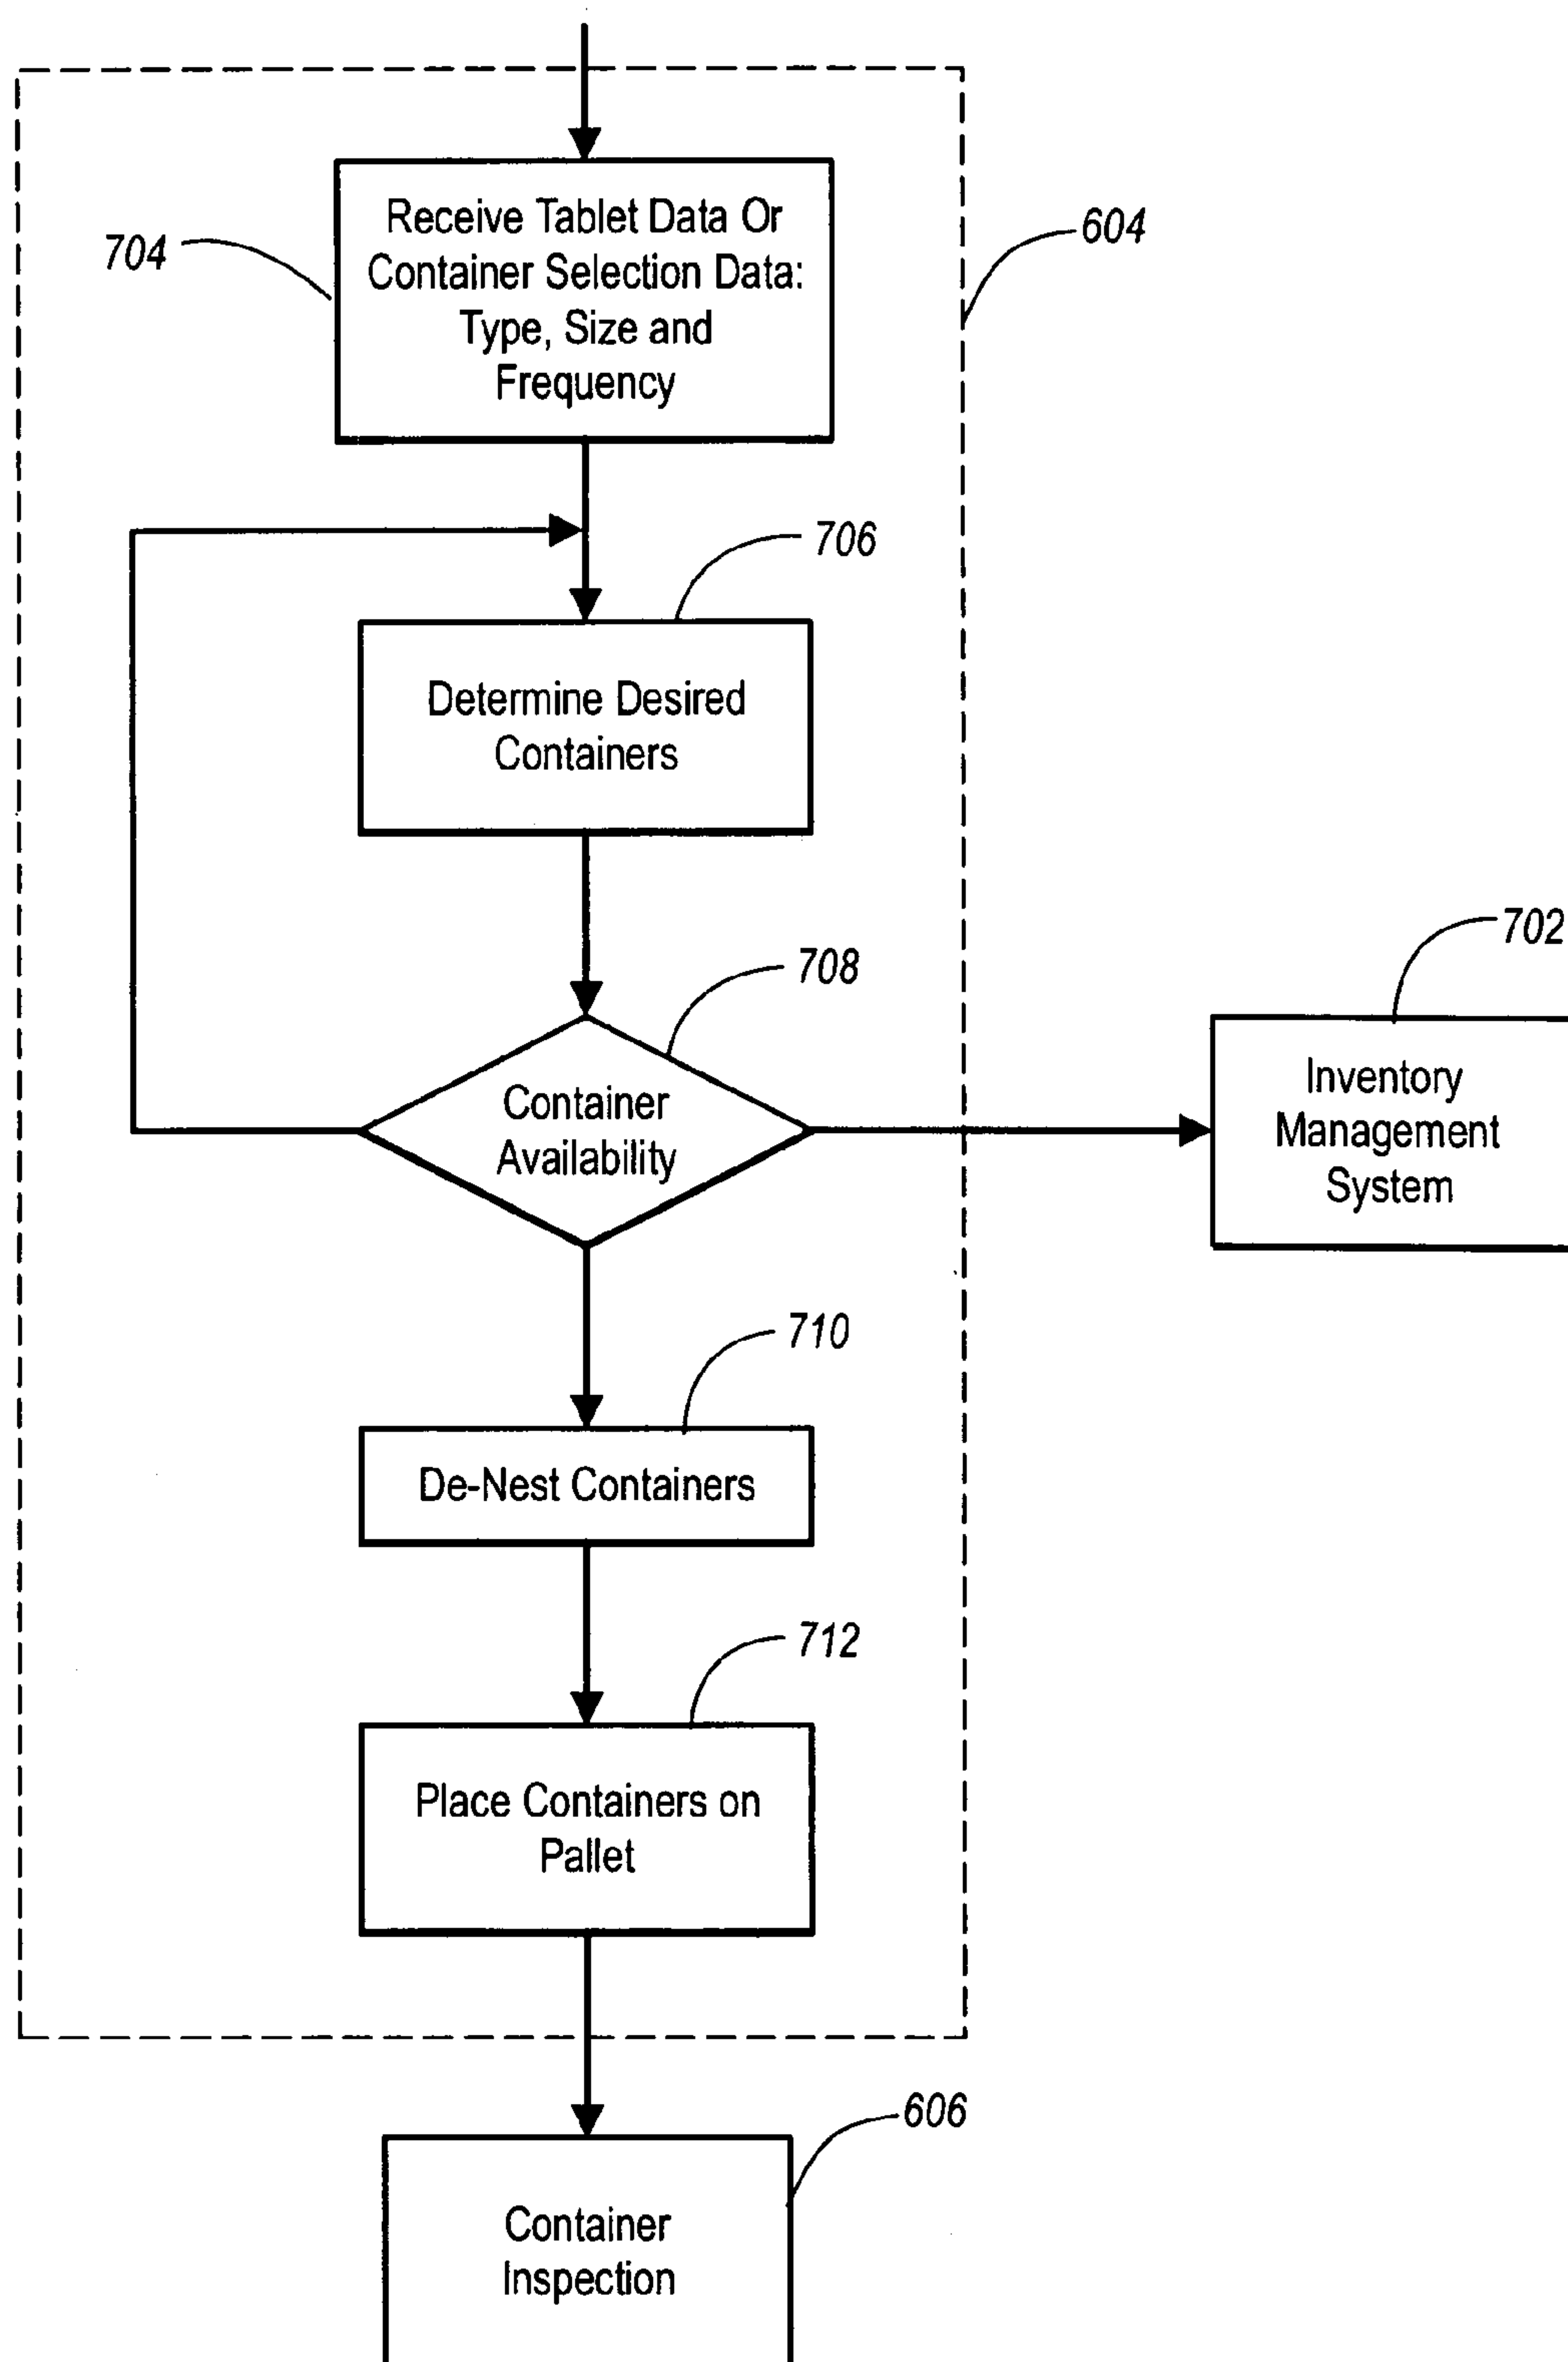 704
Receive Tablet Data Or
Container Selection Data:
Type, Size and
Frequency
604
706
Determine Desired
Containers
708
Container
Availability
702
Inventory
Management
System
710
De-Nest Containers
712
Place Containers on
Pallet
606
Container
Inspection